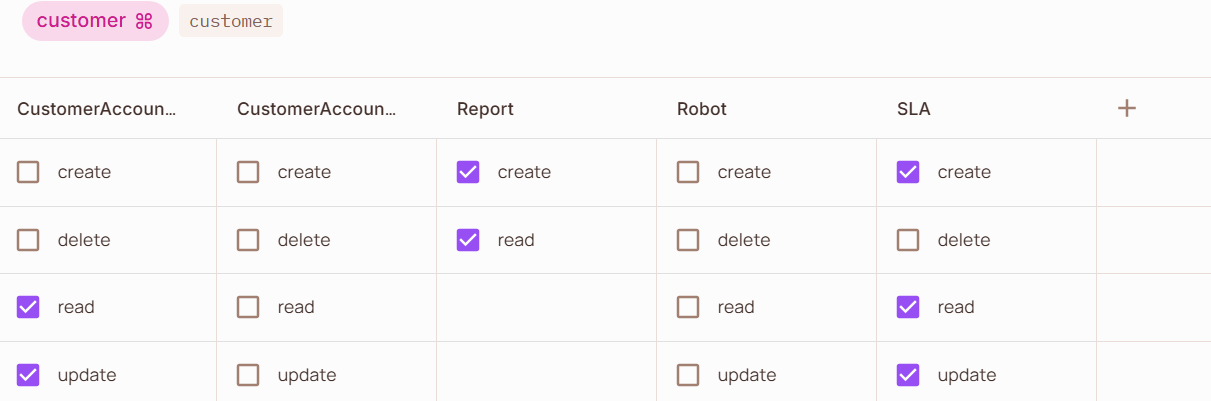 customer customer
CustomerAccoun... CustomerAccoun... Report Robot SLA
create create create create create
delete delete read delete delete
read read read read
update update update update